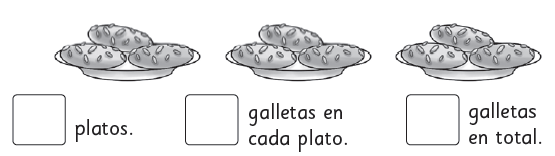 platos.
galletas en
cada plato.
galletas
en total.